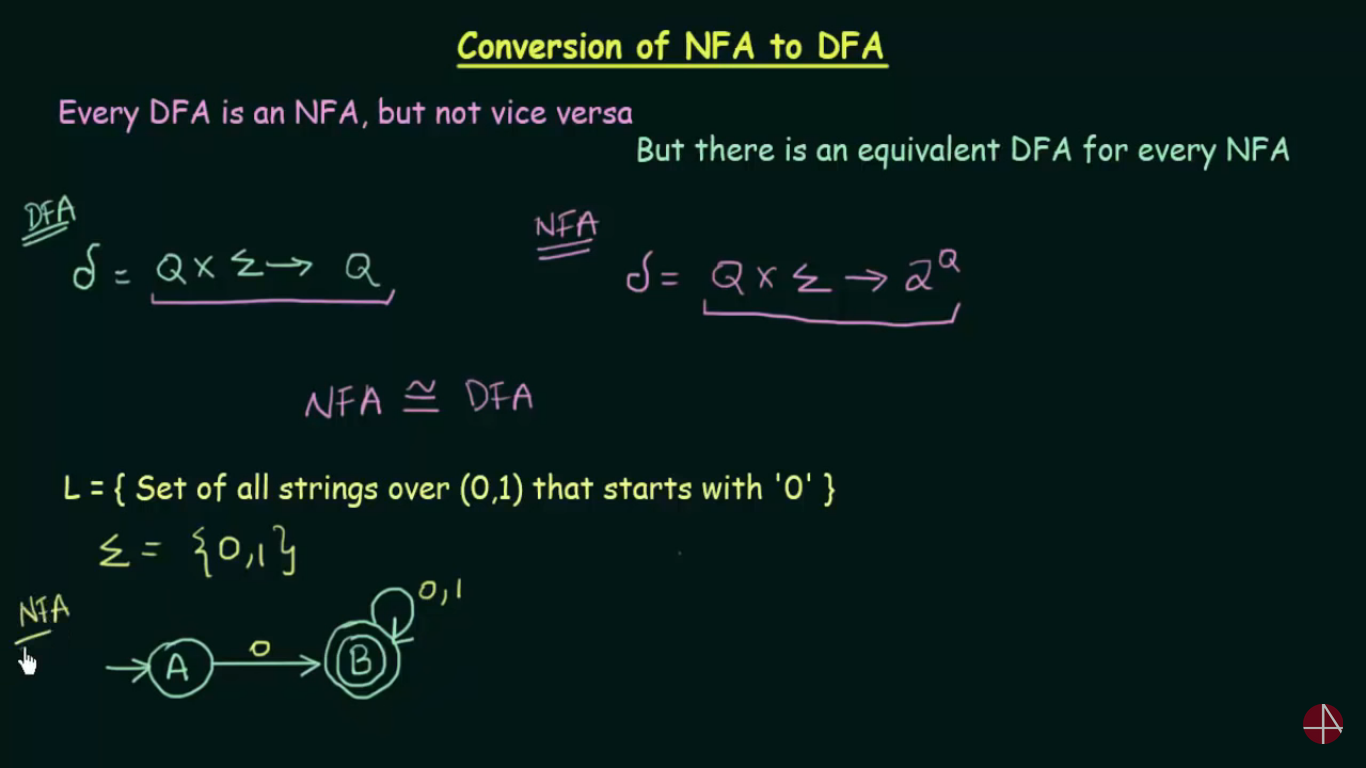 Conversion of NFA to DFA
Every DFA is an NFA, but not vice versa
But there is an equivalent DFA for every NFA
DFA
δ = Q × Σ → Q
NFA
δ = Q × Σ → 2^Q
NFA ≅ DFA
L = { Set of all strings over (0,1) that starts with '0' }
Σ = {0,1}
NFA
0,1
0
A
B